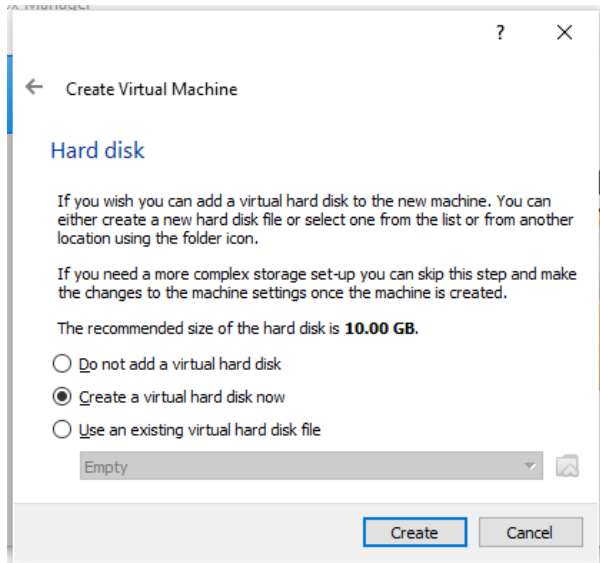 ?
Create Virtual Machine
Hard disk
If you wish you can add a virtual hard disk to the new machine. You can
either create a new hard disk file or select one from the list or from another
location using the folder icon.
If you need a more complex storage set-up you can skip this step and make
the changes to the machine settings once the machine is created.
The recommended size of the hard disk is 10.00 GB.
Do not add a virtual hard disk
Create a virtual hard disk now
Use an existing virtual hard disk file
Empty
Create Cancel